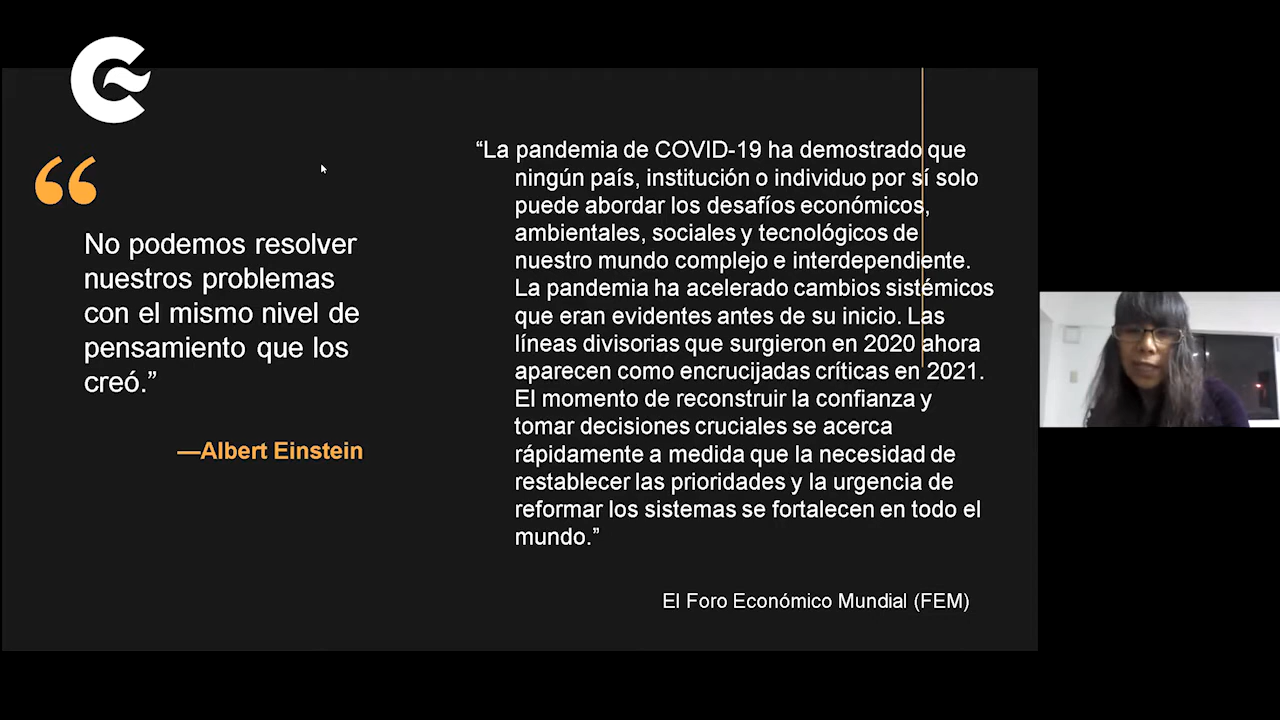 No podemos resolver
nuestros problemas
con el mismo nivel de
pensamiento que los
creó.”
—Albert Einstein
“La pandemia de COVID-19 ha demostrado que
ningún país, institución o individuo por sí solo
puede abordar los desafíos económicos,
ambientales, sociales y tecnológicos de
nuestro mundo complejo e interdependiente.
La pandemia ha acelerado cambios sistémicos
que eran evidentes antes de su inicio. Las
líneas divisorias que surgieron en 2020 ahora
aparecen como encrucijadas críticas en 2021.
El momento de reconstruir la confianza y
tomar decisiones cruciales se acerca
rápidamente a medida que la necesidad de
restablecer las prioridades y la urgencia de
reformar los sistemas se fortalecen en todo el
mundo.”
El Foro Económico Mundial (FEM)